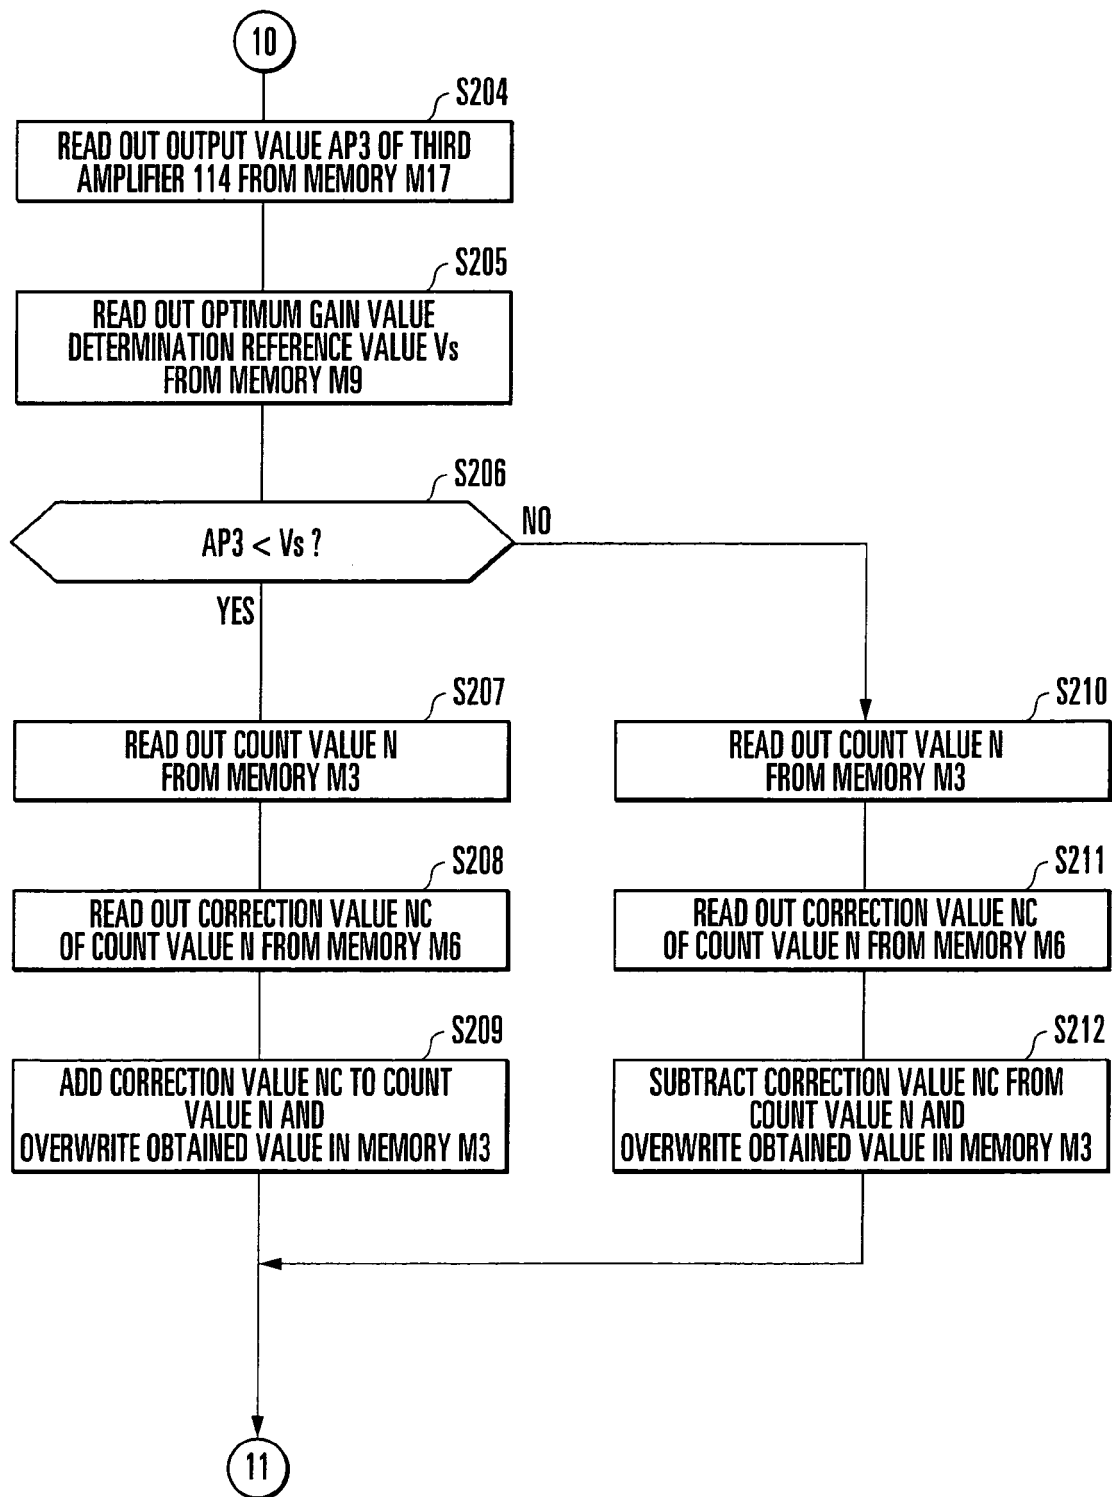 10
S204
READ OUT OUTPUT VALUE AP3 OF THIRD
AMPLIFIER 114 FROM MEMORY M17
S205
READ OUT OPTIMUM GAIN VALUE
DETERMINATION REFERENCE VALUE Vs
FROM MEMORY M9
S206
AP3 < Vs ?
NO
YES
S207
READ OUT COUNT VALUE N
FROM MEMORY M3
S208
READ OUT CORRECTION VALUE NC
OF COUNT VALUE N FROM MEMORY M6
S209
ADD CORRECTION VALUE NC TO COUNT
VALUE N AND
OVERWRITE OBTAINED VALUE IN MEMORY M3
S210
READ OUT COUNT VALUE N
FROM MEMORY M3
S211
READ OUT CORRECTION VALUE NC
OF COUNT VALUE N FROM MEMORY M6
S212
SUBTRACT CORRECTION VALUE NC FROM
COUNT VALUE N AND
OVERWRITE OBTAINED VALUE IN MEMORY M3
11